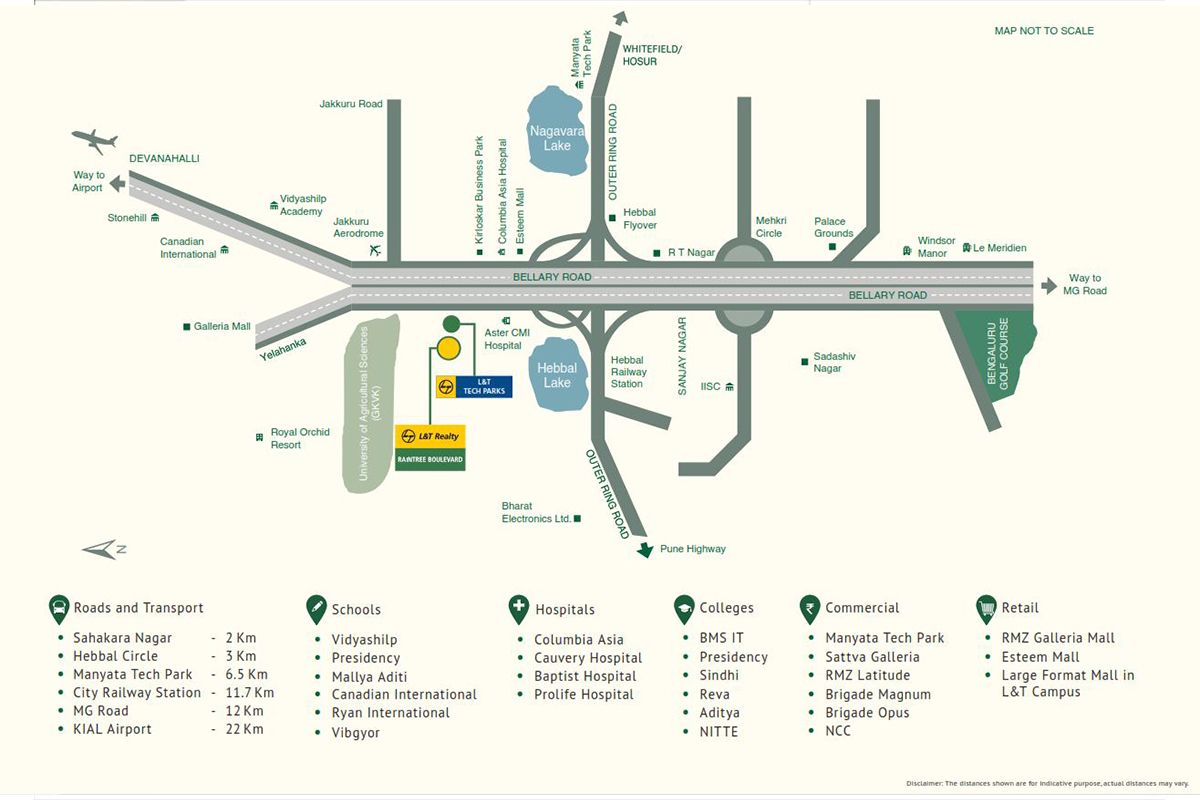 MAP NOT TO SCALE
WHITEFIELD/
HOSUR
Manyata
Tech Park
Jakkuru Road
Nagavara
Lake
OUTER RING ROAD
DEVANAHALLI
Way to
Airport
Stonehill
Vidyashilp
Academy
Canadian
International
Jakkuru
Aerodrome
Kirloskar Business Park
Columbia Asia Hospital
Esteem Mall
Hebbal
Flyover
R T Nagar
Mehkri
Circle
Palace
Grounds
Windsor
Manor
Le Meridien
BELLARY ROAD
BELLARY ROAD
Way to
MG Road
Galleria Mall
Yelahanka
University of Agricultural Sciences
(GKVK)
Aster CMI
Hospital
L&T
TECH PARKS
Hebbal
Lake
Hebbal
Railway
Station
SANJAY NAGAR
IISC
Sadashiv
Nagar
BENGALURU
GOLF COURSE
Royal Orchid
Resort
L&T Realty
RAINTREE BOULEVARD
OUTER RING ROAD
Bharat
Electronics Ltd.
Pune Highway
N
Roads and Transport
• Sahakara Nagar - 2 Km
• Hebbal Circle - 3 Km
• Manyata Tech Park - 6.5 Km
• City Railway Station - 11.7 Km
• MG Road - 12 Km
• KIAL Airport - 22 Km
Schools
• Vidyashilp
• Presidency
• Mallya Aditi
• Canadian International
• Ryan International
• Vibgyor
Hospitals
• Columbia Asia
• Cauvery Hospital
• Baptist Hospital
• Prolife Hospital
Colleges
• BMS IT
• Presidency
• Sindhi
• Reva
• Aditya
• NITTE
₹
Commercial
• Manyata Tech Park
• Sattva Galleria
• RMZ Latitude
• Brigade Magnum
• Brigade Opus
• NCC
Retail
• RMZ Galleria Mall
• Esteem Mall
• Large Format Mall in
L&T Campus
Disclaimer: The distances shown are for indicative purpose, actual distances may vary.